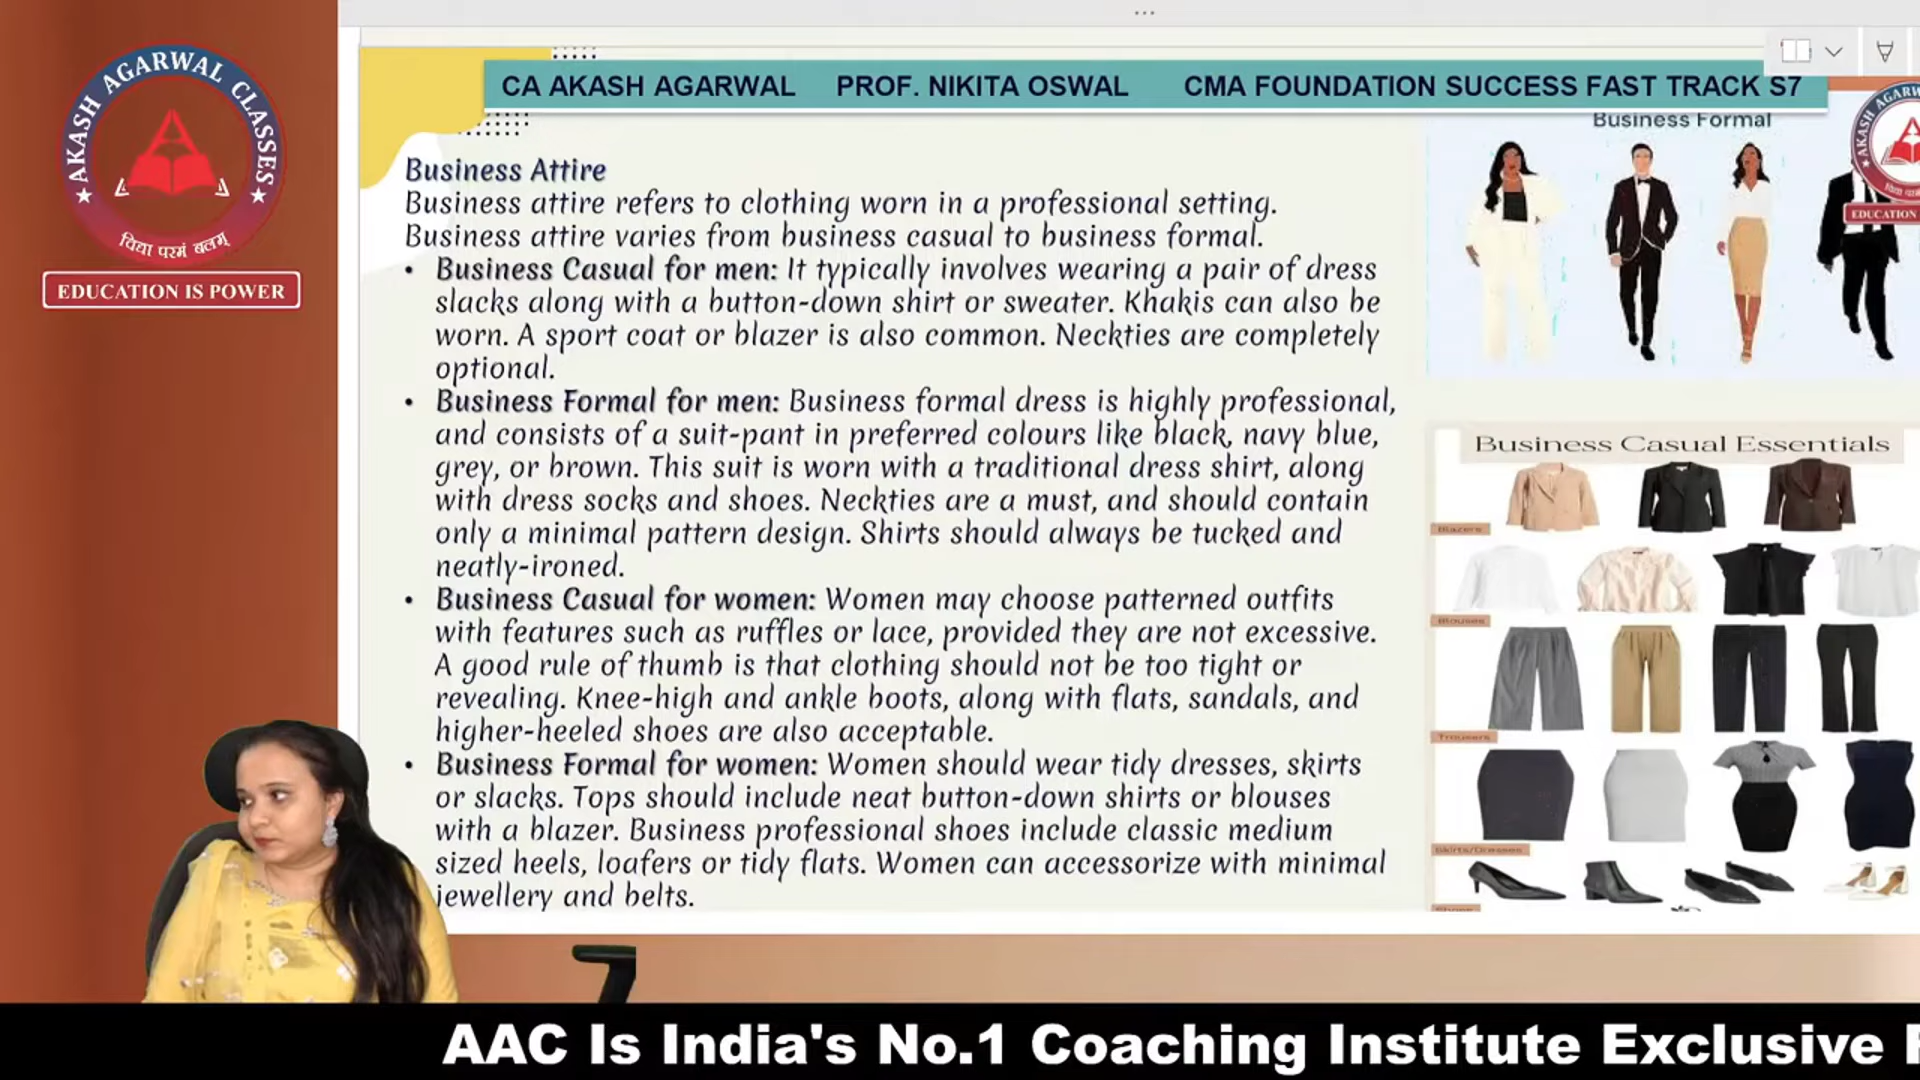 AKASH AGARWAL CLASSES
विद्या परमं बलम्
EDUCATION IS POWER
CA AKASH AGARWAL PROF. NIKITA OSWAL CMA FOUNDATION SUCCESS FAST TRACK S7
Business Attire
Business attire refers to clothing worn in a professional setting.
Business attire varies from business casual to business formal.
• Business Casual for men: It typically involves wearing a pair of dress
slacks along with a button-down shirt or sweater. Khakis can also be
worn. A sport coat or blazer is also common. Neckties are completely
optional.
• Business Formal for men: Business formal dress is highly professional,
and consists of a suit-pant in preferred colours like black, navy blue,
grey, or brown. This suit is worn with a traditional dress shirt, along
with dress socks and shoes. Neckties are a must, and should contain
only a minimal pattern design. Shirts should always be tucked and
neatly-ironed.
• Business Casual for women: Women may choose patterned outfits
with features such as ruffles or lace, provided they are not excessive.
A good rule of thumb is that clothing should not be too tight or
revealing. Knee-high and ankle boots, along with flats, sandals, and
higher-heeled shoes are also acceptable.
• Business Formal for women: Women should wear tidy dresses, skirts
or slacks. Tops should include neat button-down shirts or blouses
with a blazer. Business professional shoes include classic medium
sized heels, loafers or tidy flats. Women can accessorize with minimal
jewellery and belts.
Business Formal
AKASH AGARW
विद्या परमं
EDUCATION
Business Casual Essentials
Blazers
Blouses
Trousers
Skirts/Dresses
AAC Is India's No.1 Coaching Institute Exclusive